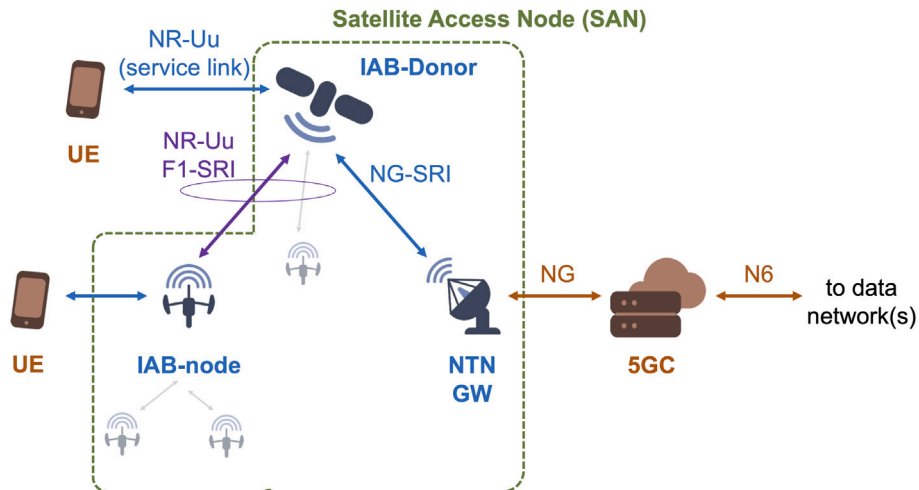 Satellite Access Node (SAN)
NR-Uu
(service link)
IAB-Donor
UE
NR-Uu
F1-SRI
NG-SRI
NG
N6
to data
network(s)
UE
IAB-node
NTN
GW
5GC